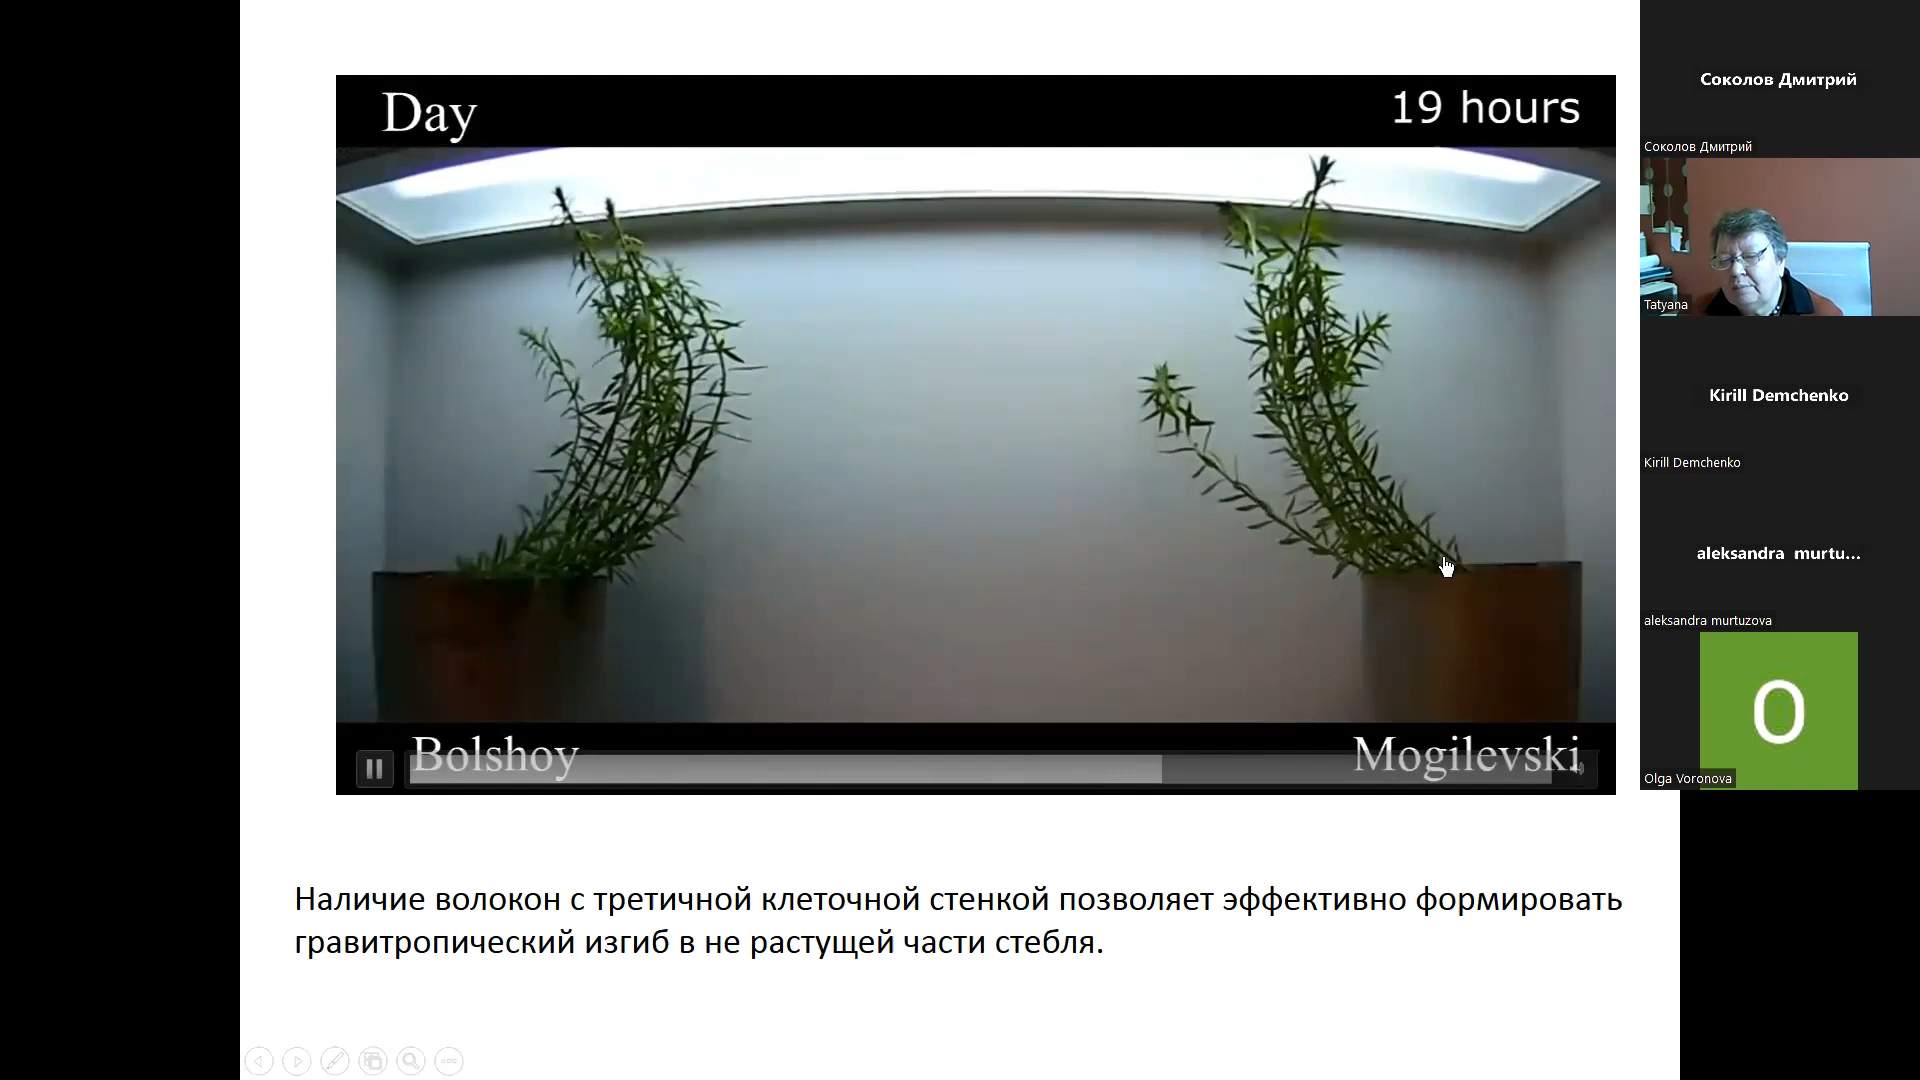 Day
19 hours
Bolshoy
Mogilevski
Наличие волокон с третичной клеточной стенкой позволяет эффективно формировать
гравитропический изгиб в не растущей части стебля.
Соколов Дмитрий
Соколов Дмитрий
Tatyana
Kirill Demchenko
Kirill Demchenko
aleksandra murtu...
aleksandra murtuzova
O
Olga Voronova